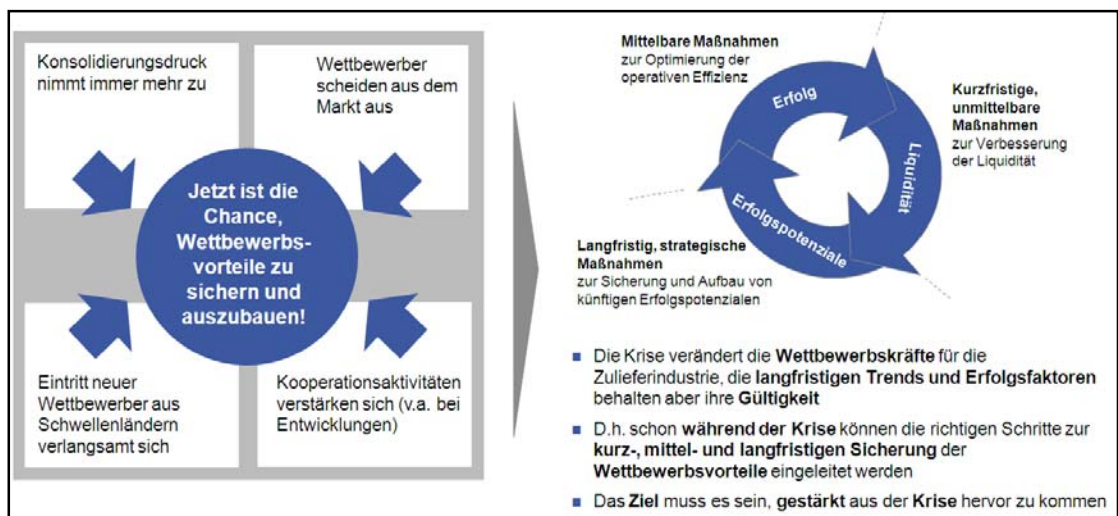 Konsolidierungsdruck
nimmt immer mehr zu
Wettbewerber
scheiden aus dem
Markt aus
Jetzt ist die
Chance,
Wettbewerbs-
vorteile zu
sichern und
auszubauen!
Eintritt neuer
Wettbewerber aus
Schwellenländern
verlangsamt sich
Kooperationsaktivitäten
verstärken sich (v.a. bei
Entwicklungen)
Mittelbare Maßnahmen
zur Optimierung der
operativen Effizienz
Erfolg
Kurzfristige,
unmittelbare
Maßnahmen
zur Verbesserung
der Liquidität
Liquidität
Erfolgspotenziale
Langfristig, strategische
Maßnahmen
zur Sicherung und Aufbau von
künftigen Erfolgspotenzialen
■ Die Krise verändert die Wettbewerbskräfte für die
Zulieferindustrie, die langfristigen Trends und Erfolgsfaktoren
behalten aber ihre Gültigkeit
■ D.h. schon während der Krise können die richtigen Schritte zur
kurz-, mittel- und langfristigen Sicherung der
Wettbewerbsvorteile eingeleitet werden
■ Das Ziel muss es sein, gestärkt aus der Krise hervor zu kommen